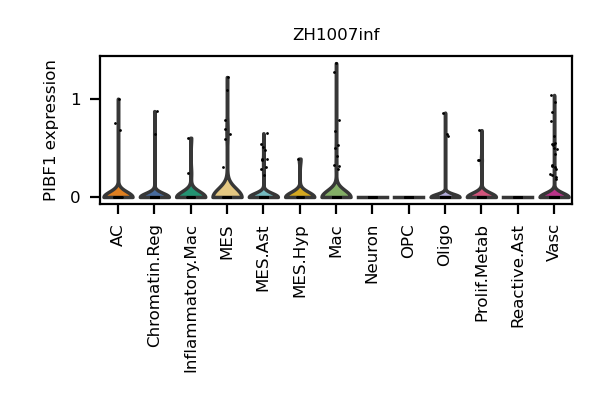 ZH1007inf
PIBF1 expression
1
0
AC
Chromatin.Reg
Inflammatory.Mac
MES
MES.Ast
MES.Hyp
Mac
Neuron
OPC
Oligo
Prolif.Metab
Reactive.Ast
Vasc